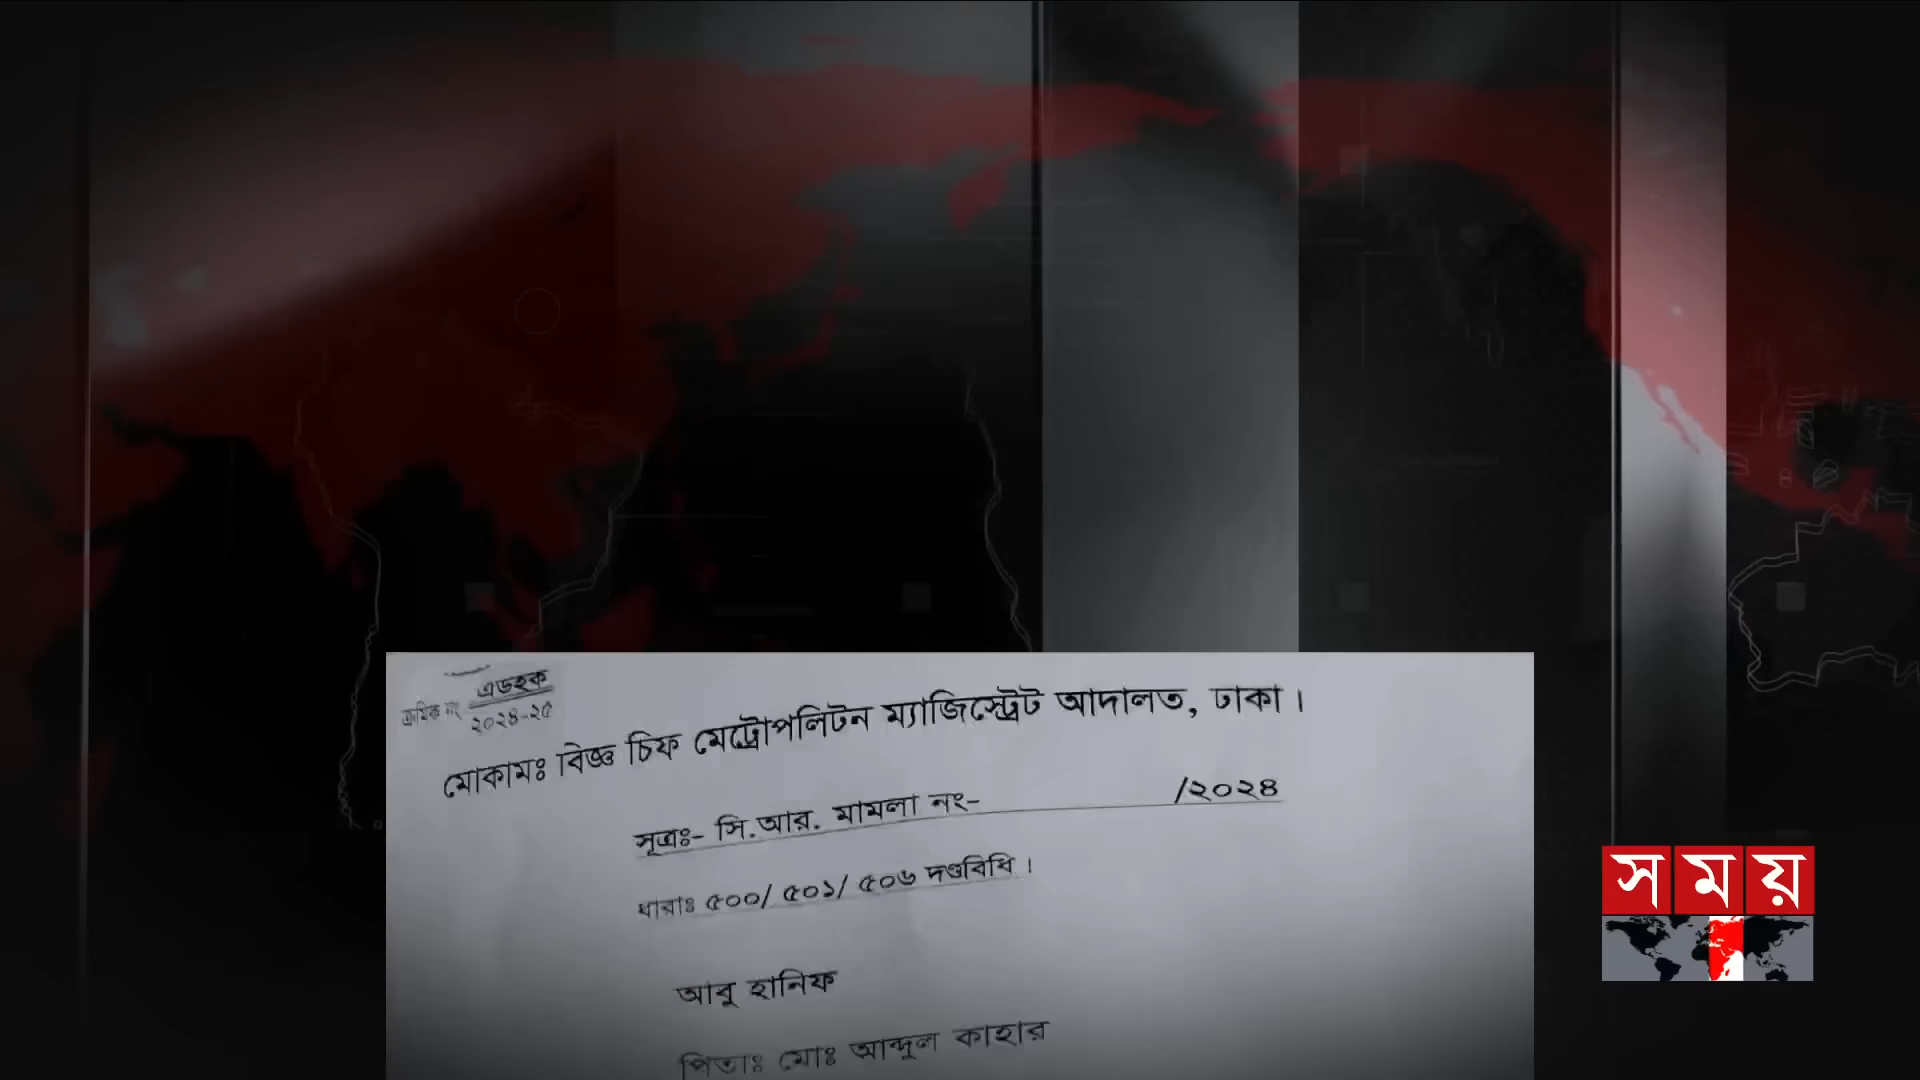 এডহক
ক্রমিক নং
২০২৪-২৫
মোকামঃ বিজ্ঞ চিফ মেট্রোপলিটন ম্যাজিস্ট্রেট আদালত, ঢাকা।
সূত্রঃ- সি.আর. মামলা নং- /২০২৪
ধারাঃ ৫০০/ ৫০১/ ৫০৬ দণ্ডবিধি।
আবু হানিফ
পিতাঃ মোঃ আব্দুল কাহার
সময়